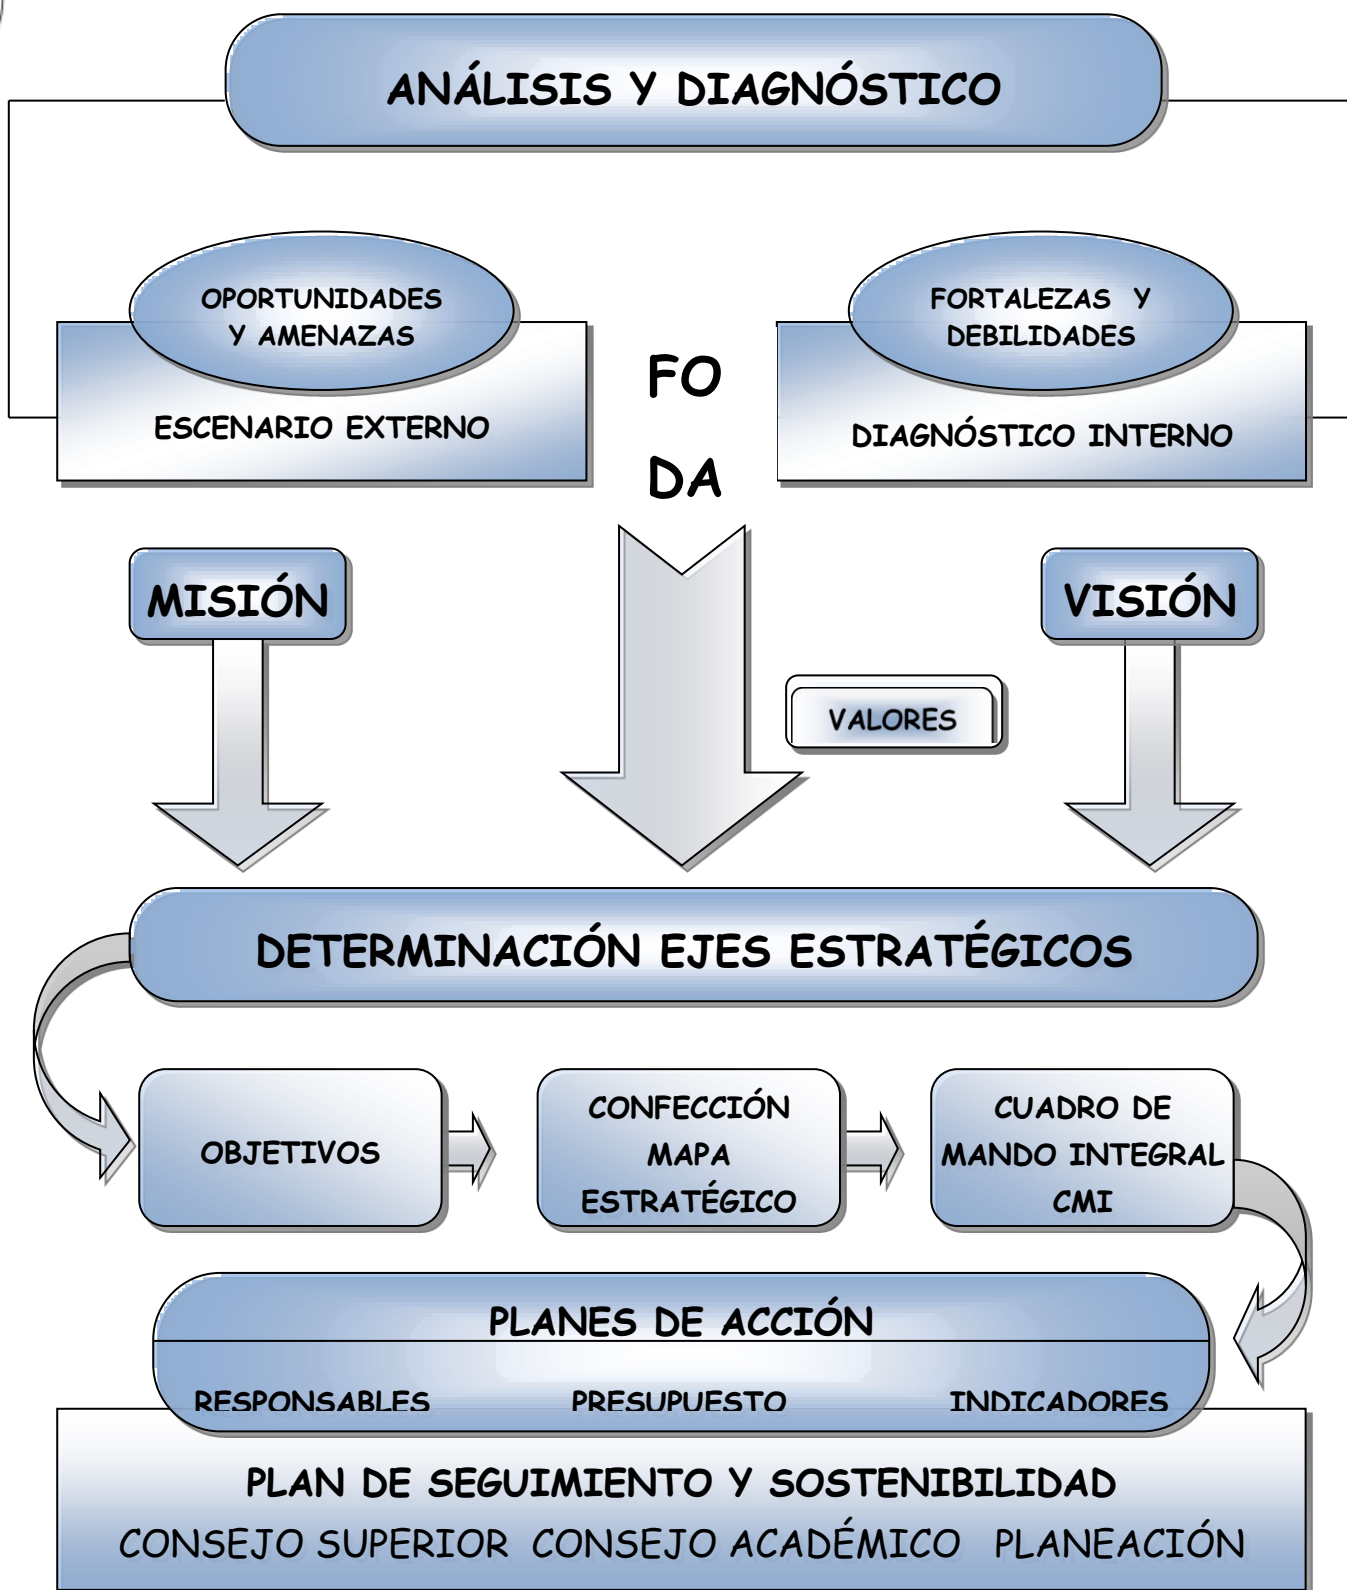 ANÁLISIS Y DIAGNÓSTICO
OPORTUNIDADES
Y AMENAZAS
ESCENARIO EXTERNO
FO
DA
FORTALEZAS Y
DEBILIDADES
DIAGNÓSTICO INTERNO
MISIÓN
VISIÓN
VALORES
DETERMINACIÓN EJES ESTRATÉGICOS
OBJETIVOS
CONFECCIÓN
MAPA
ESTRATÉGICO
CUADRO DE
MANDO INTEGRAL
CMI
PLANES DE ACCIÓN
RESPONSABLES PRESUPUESTO INDICADORES
PLAN DE SEGUIMIENTO Y SOSTENIBILIDAD
CONSEJO SUPERIOR CONSEJO ACADÉMICO PLANEACIÓN